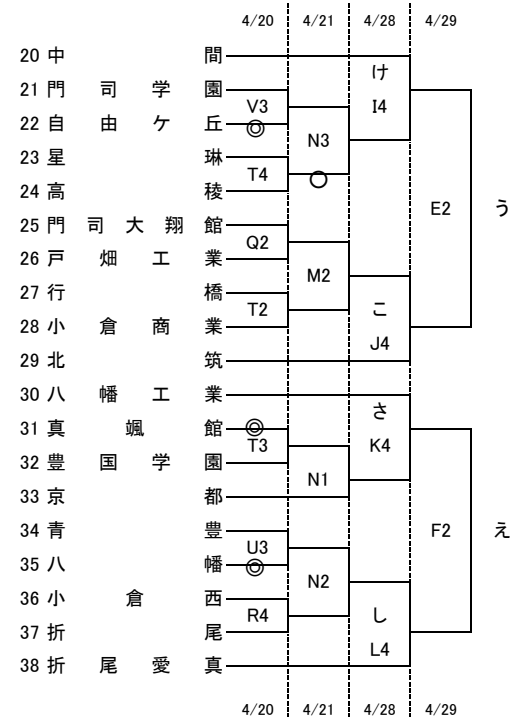 4/20 4/21 4/28 4/29
20 中間
け
21 門司学園
V3 I4
22 自由ケ丘
◎
N3
23 星琳
T4
○
24 高稜
E2 う
25 門司大翔館
Q2
26 戸畑工業
M2
27 行橋
T2 こ
28 小倉商業
J4
29 北筑
30 八幡工業
さ
31 真颯館
◎
T3 K4
32 豊国学園
N1
33 京都
34 青豊
F2 え
U3
35 八幡
◎
N2
36 小倉西
R4 し
37 折尾
L4
38 折尾愛真
4/20 4/21 4/28 4/29